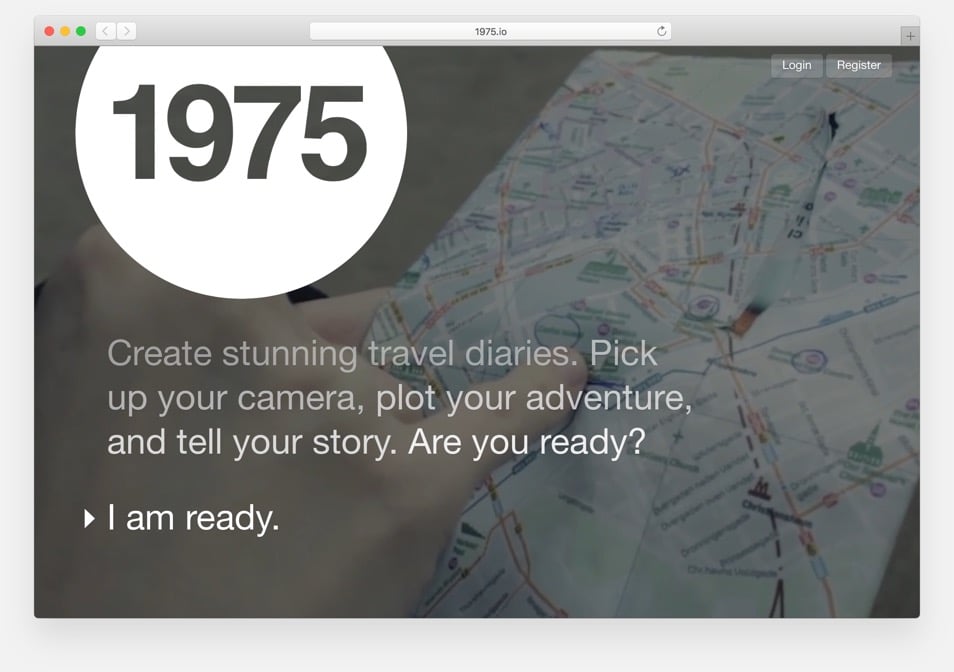 1975.io
Login Register
1975
Create stunning travel diaries. Pick
up your camera, plot your adventure,
and tell your story. Are you ready?
I am ready.